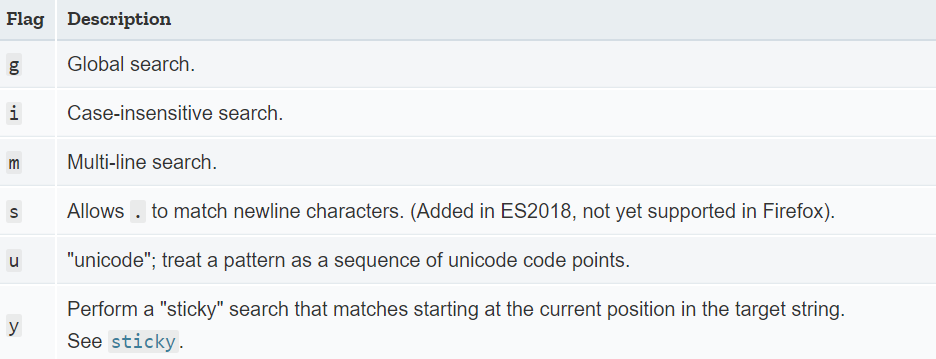 Flag Description
g Global search.
i Case-insensitive search.
m Multi-line search.
s Allows . to match newline characters. (Added in ES2018, not yet supported in Firefox).
u "unicode"; treat a pattern as a sequence of unicode code points.
y Perform a "sticky" search that matches starting at the current position in the target string.
See sticky.